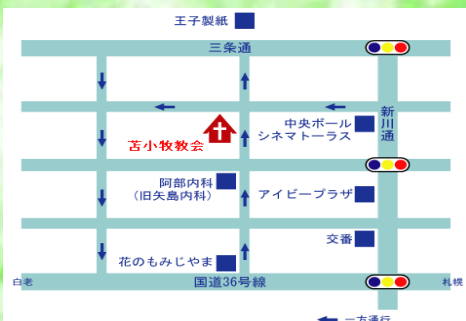 王子製紙
三条通
新川通
中央ボール
シネマトーラス
苫小牧教会
阿部内科
(旧矢島内科)
アイビープラザ
交番
花のもみじやま
白老
国道36号線
札幌
一方通行